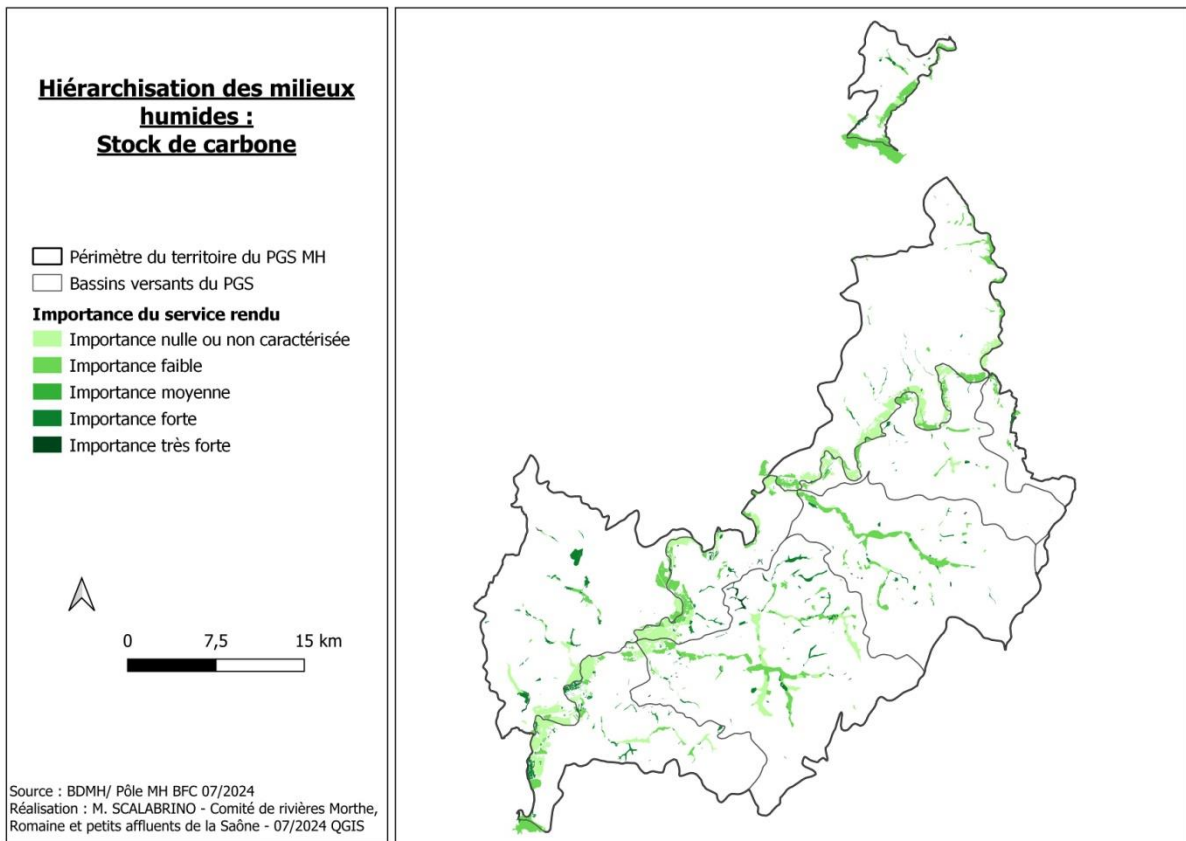 Hiérarchisation des milieux
humides :
Stock de carbone
Périmètre du territoire du PGS MH
Bassins versants du PGS
Importance du service rendu
Importance nulle ou non caractérisée
Importance faible
Importance moyenne
Importance forte
Importance très forte
0 7,5 15 km
Source : BDMH/ Pôle MH BFC 07/2024
Réalisation : M. SCALABRINO - Comité de rivières Morthe,
Romaine et petits affluents de la Saône - 07/2024 QGIS